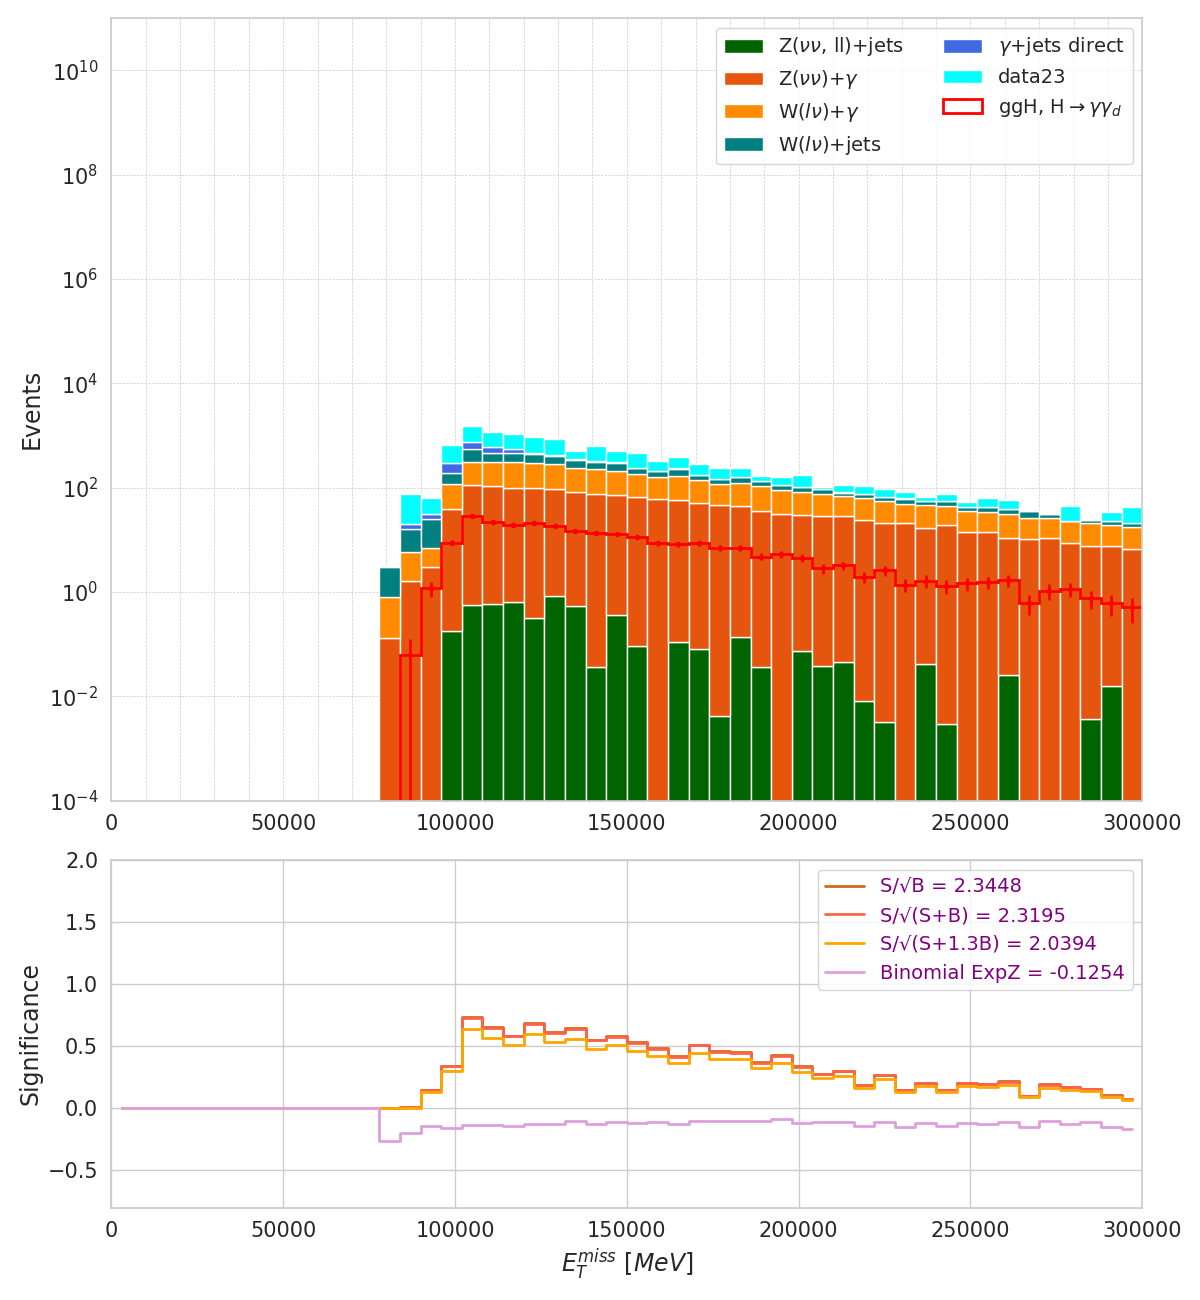 Z(νν, ll)+jets
Z(νν)+γ
W(lν)+γ
W(lν)+jets
γ+jets direct
data23
ggH, H→γγ_d
Events
10^10
10^8
10^6
10^4
10^2
10^0
10^−2
10^−4
0 50000 100000 150000 200000 250000 300000
S/√B = 2.3448
S/√(S+B) = 2.3195
S/√(S+1.3B) = 2.0394
Binomial ExpZ = -0.1254
Significance
2.0
1.5
1.0
0.5
0.0
−0.5
0 50000 100000 150000 200000 250000 300000
E_T^miss [MeV]